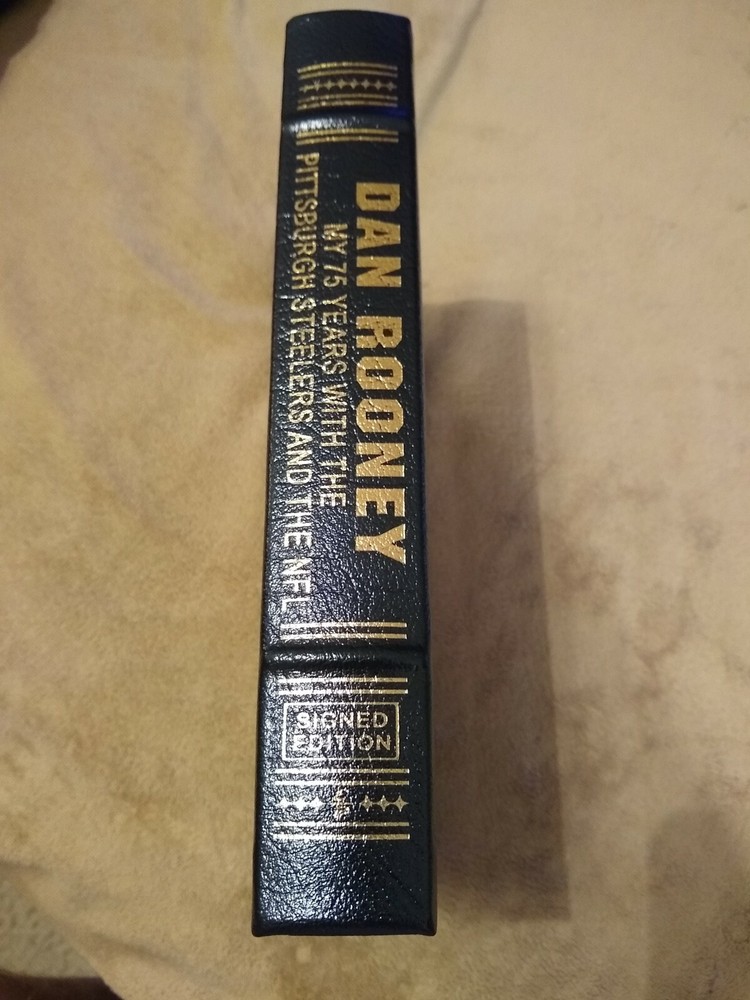 DAN ROONEY
MY 75 YEARS WITH THE
PITTSBURGH STEELERS AND THE NFL
SIGNED
EDITION